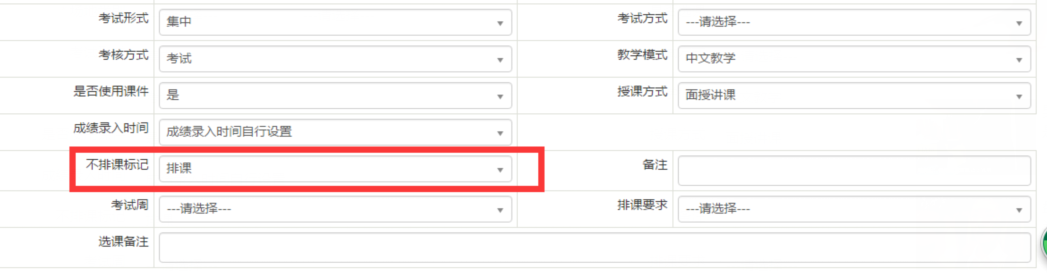 考试形式 集中 考试方式 ---请选择---
考核方式 考试 教学模式 中文教学
是否使用课件 是 授课方式 面授讲课
成绩录入时间 成绩录入时间自行设置
不排课标记 排课 备注
考试周 ---请选择--- 排课要求 ---请选择---
选课备注